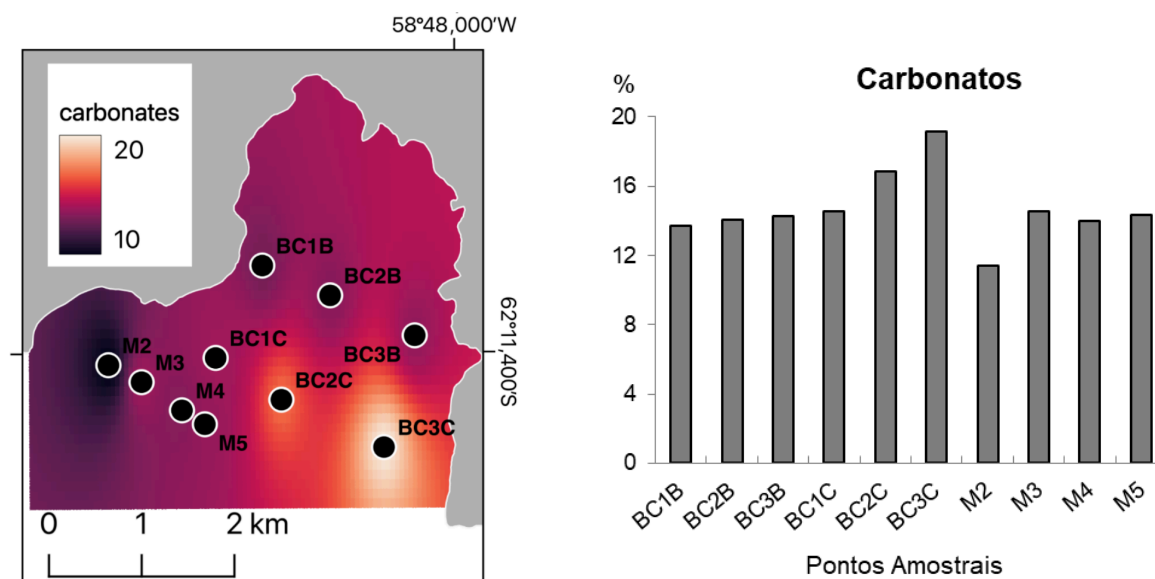 58°48,000'W
carbonates
20
10
BC1B
BC2B
62°11,400'S
M2
M3
BC1C
BC3B
M4
BC2C
M5
BC3C
0 1 2 km
Carbonatos
%
20
16
12
8
4
0
BC1B BC2B BC3B BC1C BC2C BC3C M2 M3 M4 M5
Pontos Amostrais